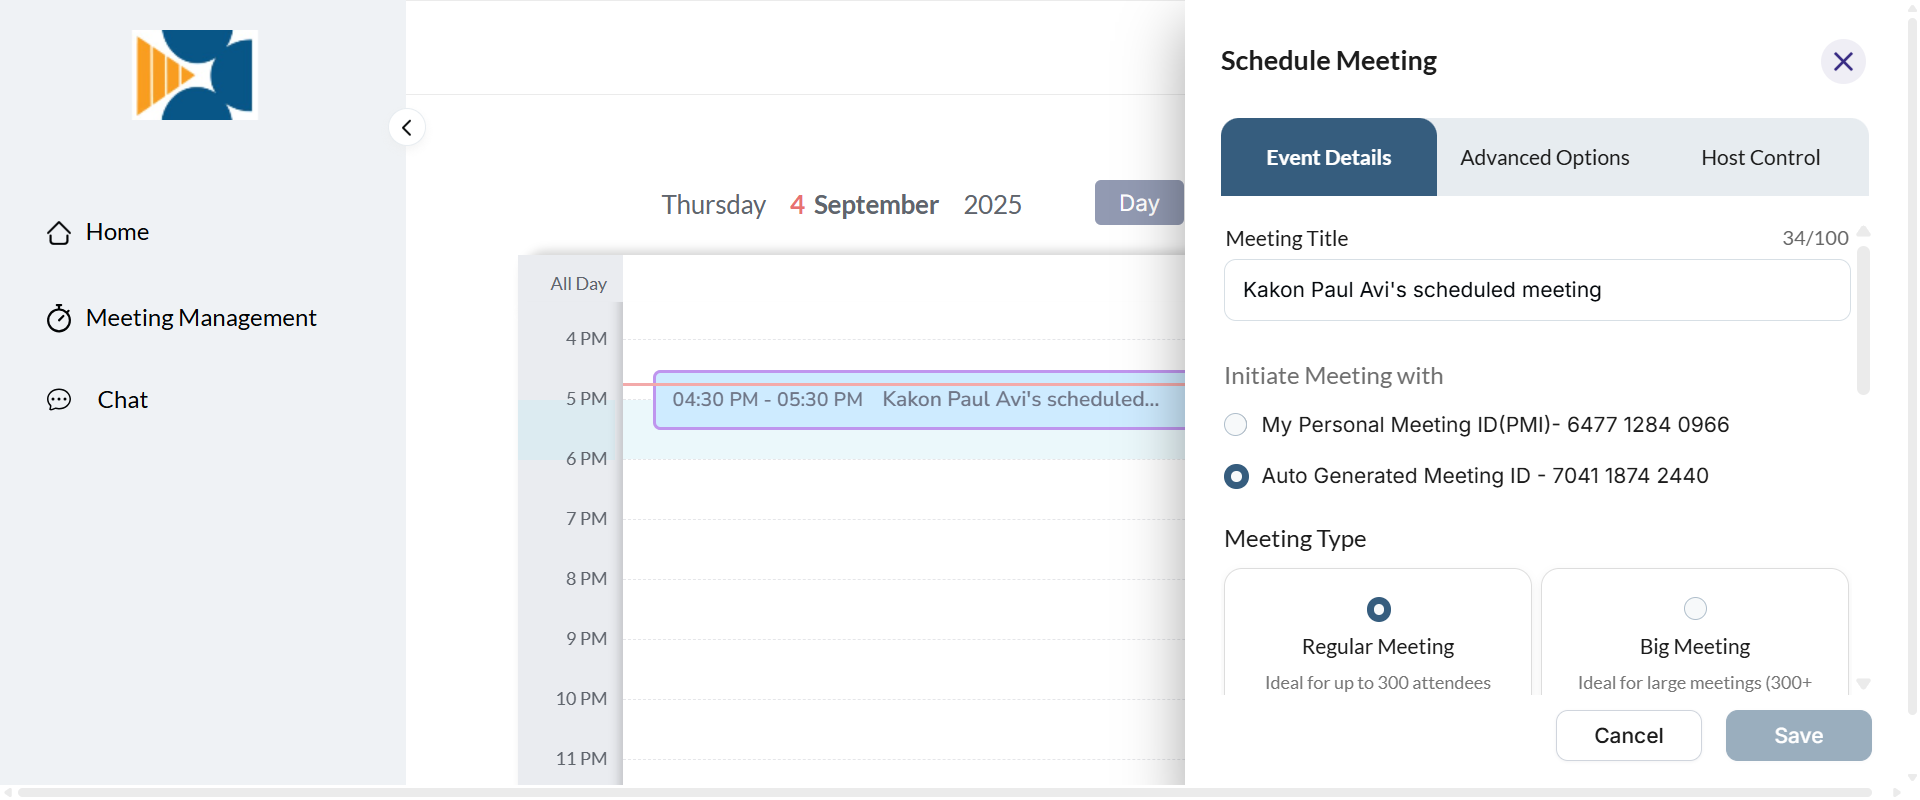 Home
Meeting Management
Chat
Thursday 4 September 2025
Day
All Day
4 PM
04:30 PM - 05:30 PM Kakon Paul Avi's scheduled...
5 PM
6 PM
7 PM
8 PM
9 PM
10 PM
11 PM
Schedule Meeting
Event Details
Advanced Options
Host Control
Meeting Title
34/100
Kakon Paul Avi's scheduled meeting
Initiate Meeting with
My Personal Meeting ID(PMI)- 6477 1284 0966
Auto Generated Meeting ID - 7041 1874 2440
Meeting Type
Regular Meeting
Ideal for up to 300 attendees
Big Meeting
Ideal for large meetings (300+
Cancel
Save